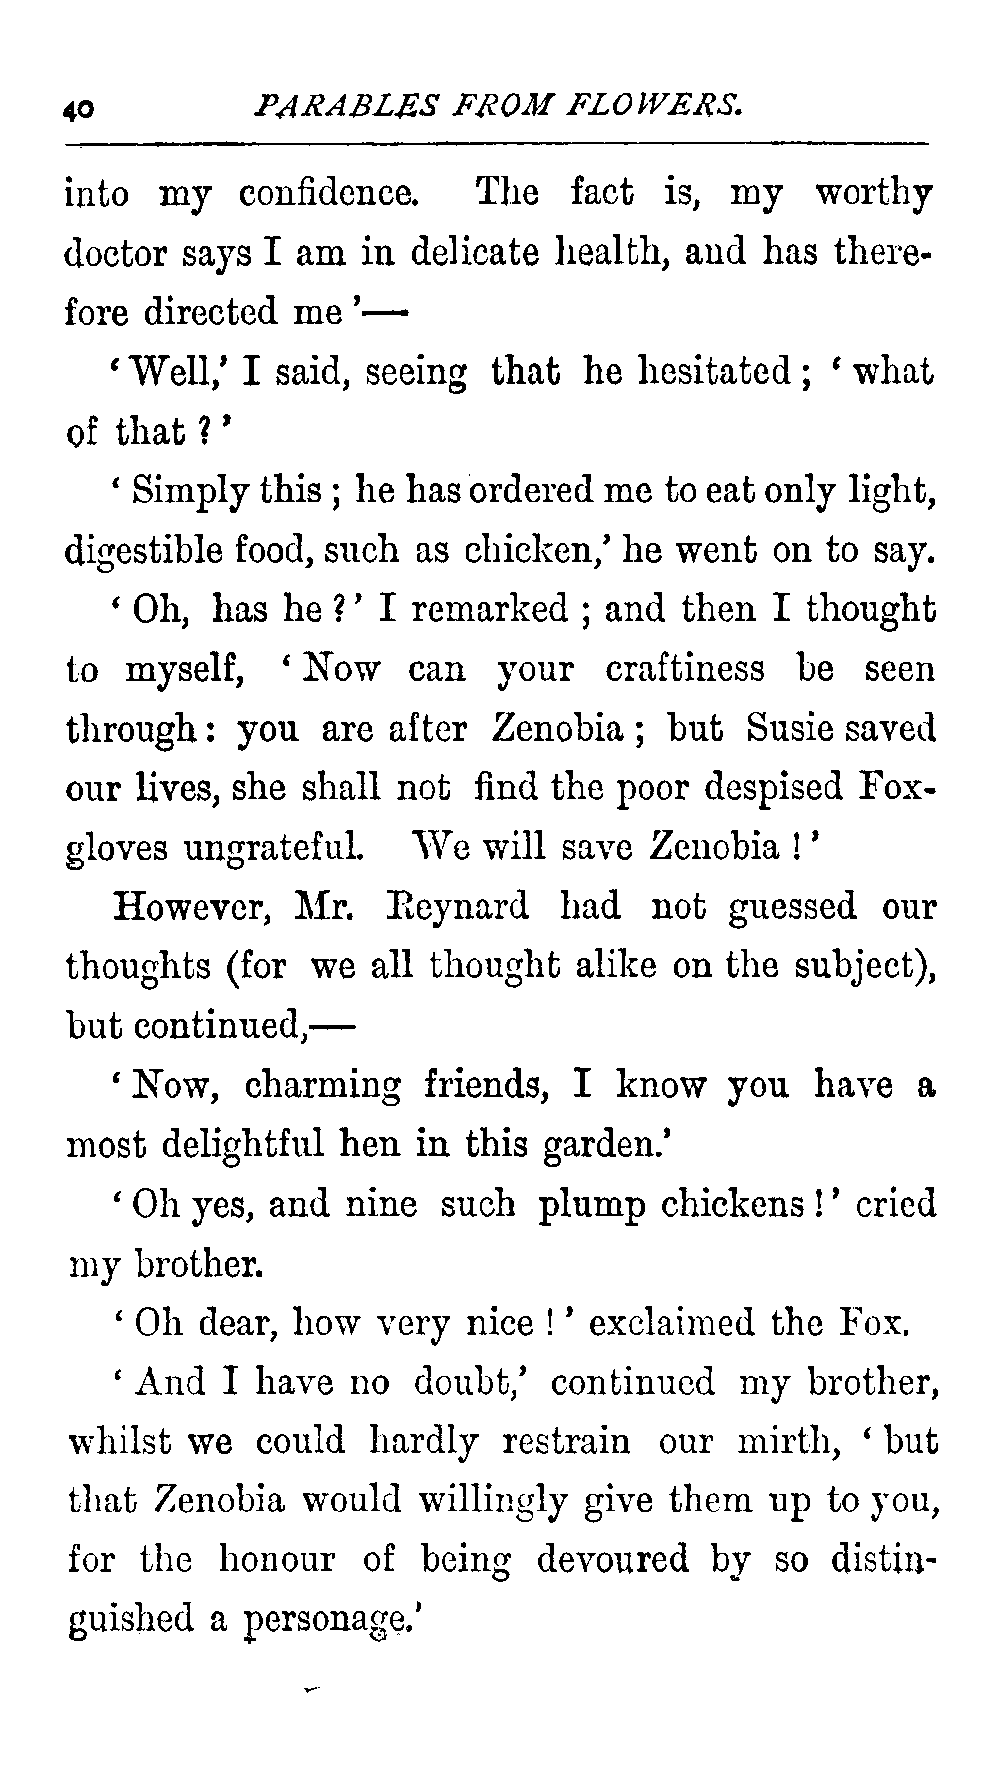 40 PARABLES FROM FLOWERS.
into my confidence. The fact is, my worthy
doctor says I am in delicate health, and has there-
fore directed me '—
' Well,' I said, seeing that he hesitated ; ' what
of that ? '
' Simply this ; he has ordered me to eat only light,
digestible food, such as chicken,' he went on to say.
' Oh, has he ? ' I remarked ; and then I thought
to myself, ' Now can your craftiness be seen
through : you are after Zenobia ; but Susie saved
our lives, she shall not find the poor despised Fox-
gloves ungrateful. We will save Zenobia ! '
However, Mr. Reynard had not guessed our
thoughts (for we all thought alike on the subject),
but continued,—
' Now, charming friends, I know you have a
most delightful hen in this garden.'
' Oh yes, and nine such plump chickens ! ' cried
my brother.
' Oh dear, how very nice ! ' exclaimed the Fox.
' And I have no doubt,' continued my brother,
whilst we could hardly restrain our mirth, ' but
that Zenobia would willingly give them up to you,
for the honour of being devoured by so distin-
guished a personage.'